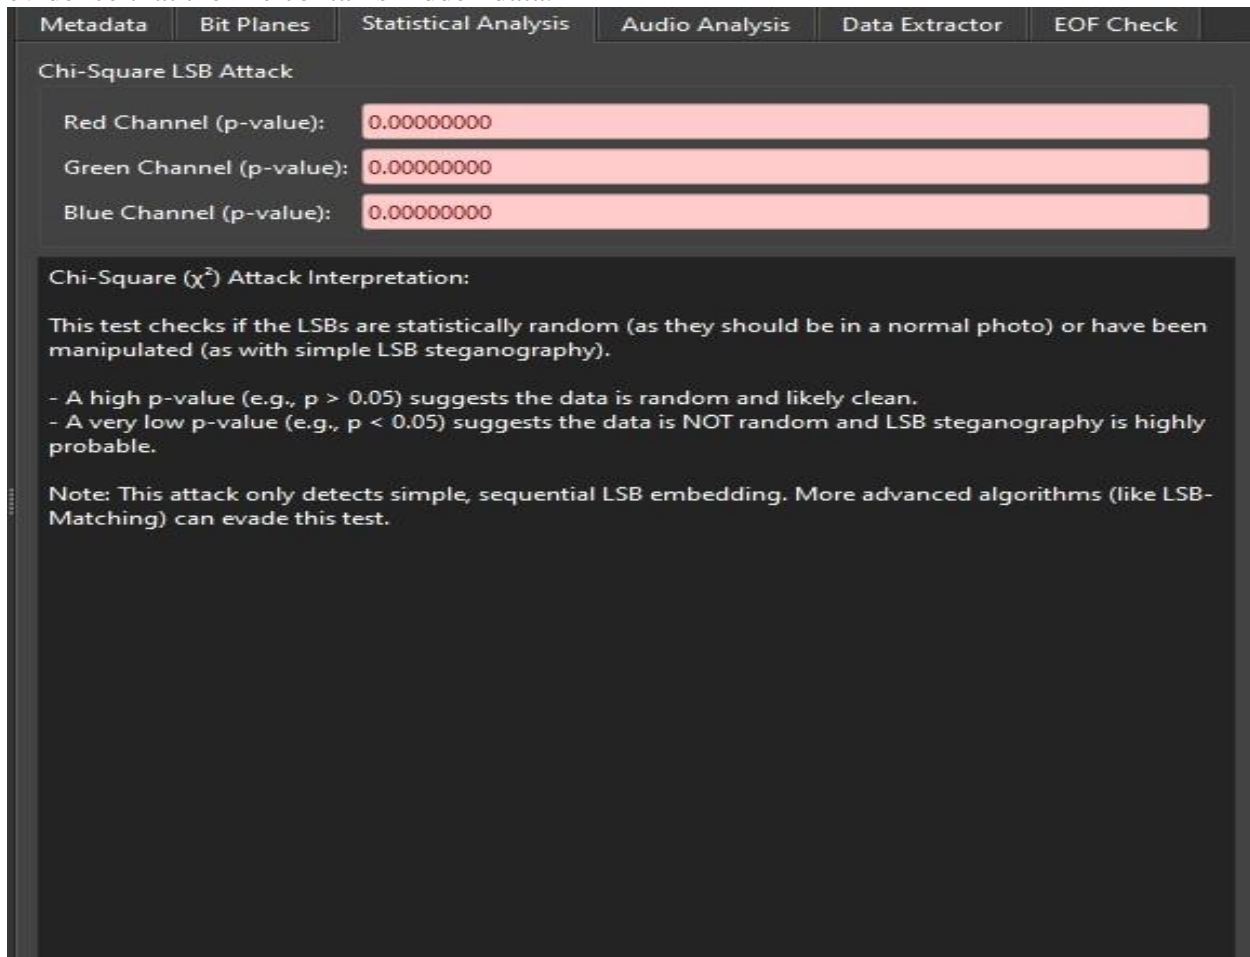 Metadata
Bit Planes
Statistical Analysis
Audio Analysis
Data Extractor
EOF Check
Chi-Square LSB Attack
Red Channel (p-value): 0.00000000
Green Channel (p-value): 0.00000000
Blue Channel (p-value): 0.00000000
Chi-Square (χ²) Attack Interpretation:
This test checks if the LSBs are statistically random (as they should be in a normal photo) or have been
manipulated (as with simple LSB steganography).
- A high p-value (e.g., p > 0.05) suggests the data is random and likely clean.
- A very low p-value (e.g., p < 0.05) suggests the data is NOT random and LSB steganography is highly
probable.
Note: This attack only detects simple, sequential LSB embedding. More advanced algorithms (like LSB-
Matching) can evade this test.